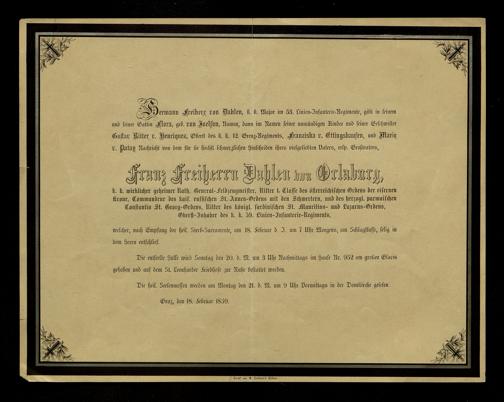 Hermann Freiherr von Dahlen, k. k. Major im 53. Linien-Infanterie-Regimente, gibt in seinem
und seiner Gattin Flora, geb. von Namen, dann im Namen seiner unmündigen Kinder und seiner Geschwister
Gustav Ritter v. Henriquez, Oberst des k. k. 12. Grenz-Regiments, Franziska v. Ettingshausen, und Marie
v. Nachricht von dem für sie höchst schmerzlichen Hinscheiden ihres vielgeliebten Vaters, resp. Großvaters,
Franz Freiherrn Dahlen von Orlaburg,
k. k. wirklicher geheimer Rath, General-Feldzeugmeister, Ritter I. Classe des österreichischen Ordens der eisernen
Krone, Commandeur des kais. russischen St. Annen-Ordens mit den Schwertern, und des herzogl. parmaischen
Constantin St. Georg-Ordens, Ritter des königl. sardinischen St. Mauritius- und Lazarus-Ordens,
Oberst-Inhaber des k. k. 59. Linien-Infanterie-Regiments,
welcher, nach Empfang der heil. Sterb-Sacramente, am 18. Februar d. J. um 7 Uhr Morgens, am Schlagflusse, selig in
dem Herrn entschlief.
Die entseelte Hülle wird Sonntag den 20. d. M. um 3 Uhr Nachmittags im Hause Nr. 952 am großen Glacis
gehoben und auf dem St. Leonharder Friedhofe zur Ruhe bestattet werden.
Die heil. Seelenmessen werden am Montag den 21. d. M. um 9 Uhr Vormittags in der Domkirche gelesen.
Graz, den 18. Februar 1859.